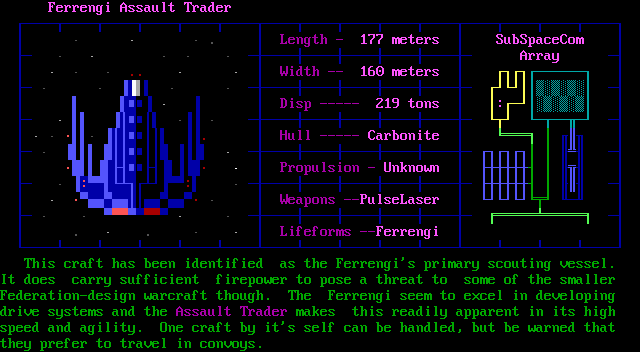 Ferrengi Assault Trader
Length - 177 meters
Width -- 160 meters
Disp ----- 219 tons
Hull -- Carbonite
Propulsion - Unknown
Weapons --PulseLaser
Lifeforms --Ferrengi
SubSpaceCom
Array
This craft has been identified as the Ferrengi's primary scouting vessel.
It does carry sufficient firepower to pose a threat to some of the smaller
Federation-design warcraft though. The Ferrengi seem to excel in developing
drive systems and the Assault Trader makes this readily apparent in its high
speed and agility. One craft by it's self can be handled, but be warned that
they prefer to travel in convoys.